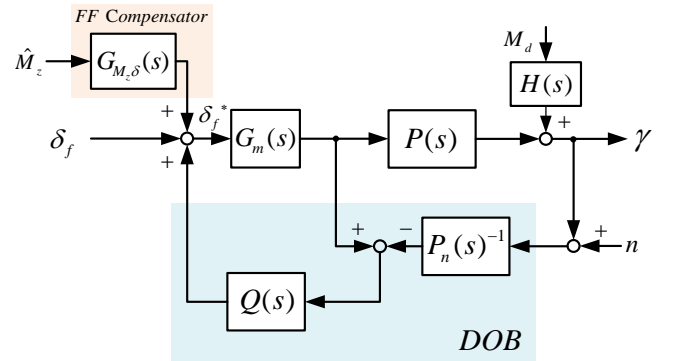 FF Compensator
M̂_z
G_{M_zδ}(s)
M_d
H(s)
+
δ_f^*
+
δ_f
G_m(s)
P(s)
γ
+
+
−
P_n(s)^{-1}
+
n
Q(s)
DOB